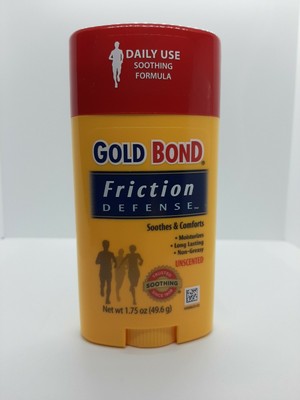 DAILY USE
SOOTHING
FORMULA
GOLD BOND®
Friction
DEFENSE™
Soothes & Comforts
• Moisturizes
• Long Lasting
• Non-Greasy
UNSCENTED
SOOTHING
Net wt 1.75 oz (49.6 g)